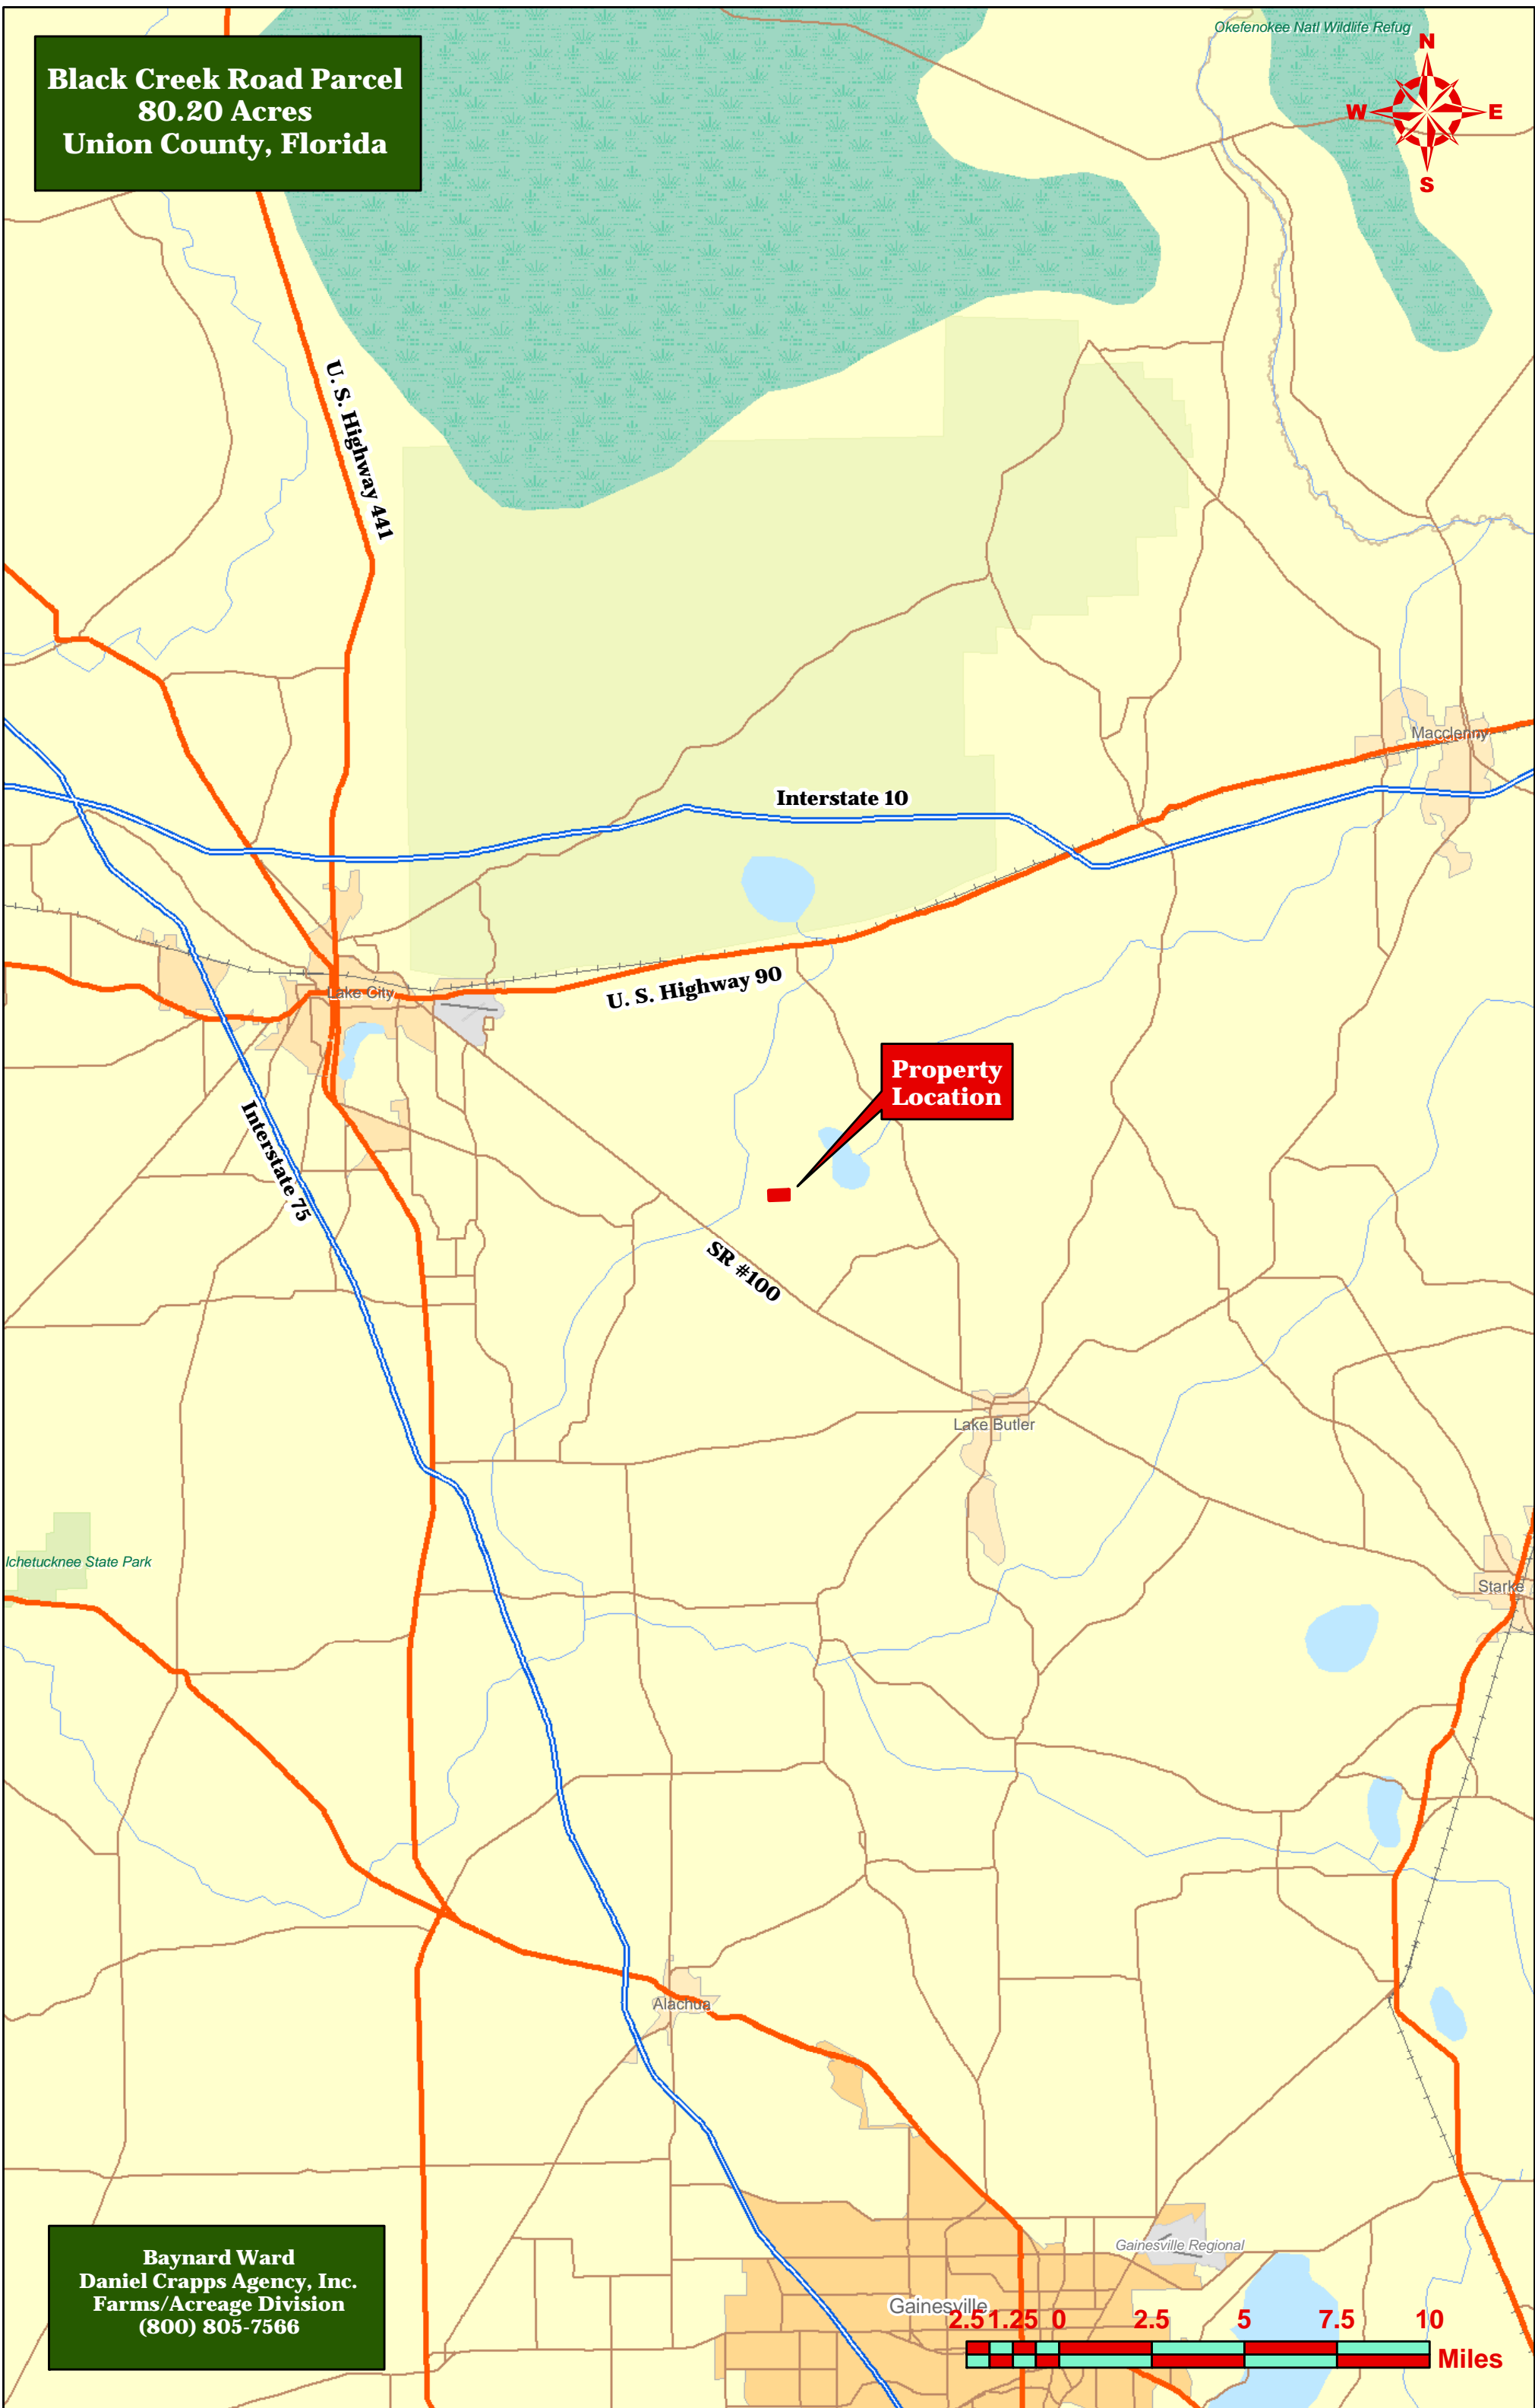 Okefenokee Natl Wildlife Refug
Black Creek Road Parcel
80.20 Acres
Union County, Florida
N
W
E
S
U. S. Highway 441
Macclenny
Interstate 10
Lake City
U. S. Highway 90
Property
Location
Interstate 75
SR #100
Lake Butler
Ichetucknee State Park
Starke
Alachua
Gainesville Regional
Baynard Ward
Daniel Crapps Agency, Inc.
Farms/Acreage Division
(800) 805-7566
Gainesville
2.5 1.25 0 2.5 5 7.5 10
Miles